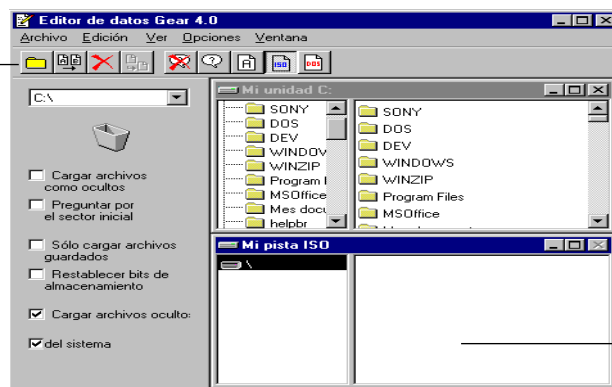 Editor de datos Gear 4.0
Archivo Edición Ver Opciones Ventana
A B
A ISO DOS
C:\
Cargar archivos
como ocultos
Preguntar por
el sector inicial
Sólo cargar archivos
guardados
Restablecer bits de
almacenamiento
Cargar archivos oculto:
del sistema
Mi unidad C:
SONY
DOS
DEV
WINDOW
WINZIP
Program
MSOffice
Mes docu
helpbr
SONY
DOS
DEV
WINDOWS
WINZIP
Program Files
MSOffice
Mi pista ISO
\